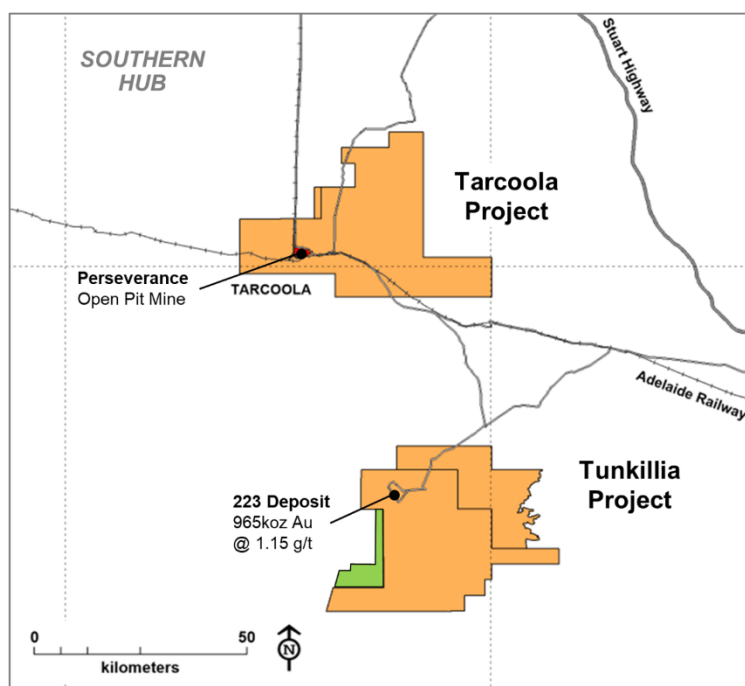 SOUTHERN
HUB
Stuart Highway
Tarcoola
Project
Perseverance
Open Pit Mine
TARCOOLA
Adelaide Railway
Tunkillia
Project
223 Deposit
965koz Au
@ 1.15 g/t
0
50
kilometers
N